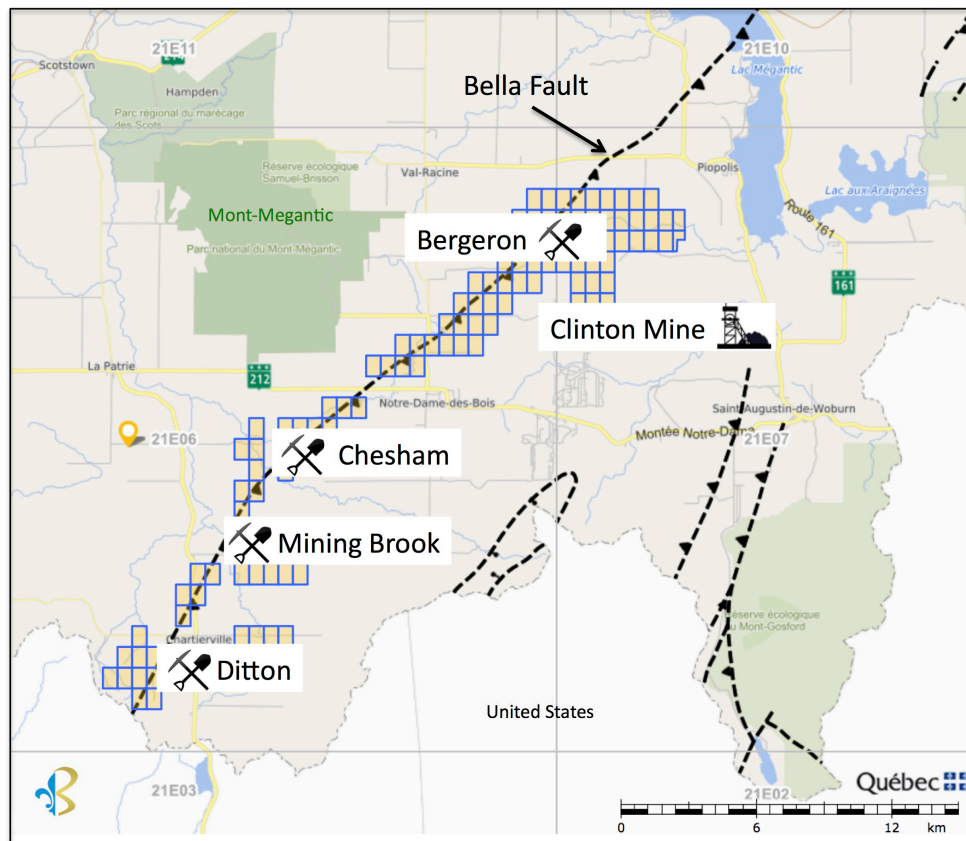 21E11
21E10
Scotstown
Lac Mégantic
Hampden
Bella Fault
Parc régional du marécage
des Scots
Réserve écologique
Samuel-Brisson
Val-Racine
Piopolis
Lac aux Araignées
Mont-Megantic
Route 161
Bergeron
Parc national du Mont-Mégantic
161
Clinton Mine
La Patrie
212
Notre-Dame-des-Bois
Saint-Augustin-de-Woburn
Montée Notre-Dama
21E06
21E07
Chesham
Mining Brook
Réserve écologique
du Mont-Gosford
Chartierville
Ditton
United States
B
Québec
21E03
21E02
0 6 12 km